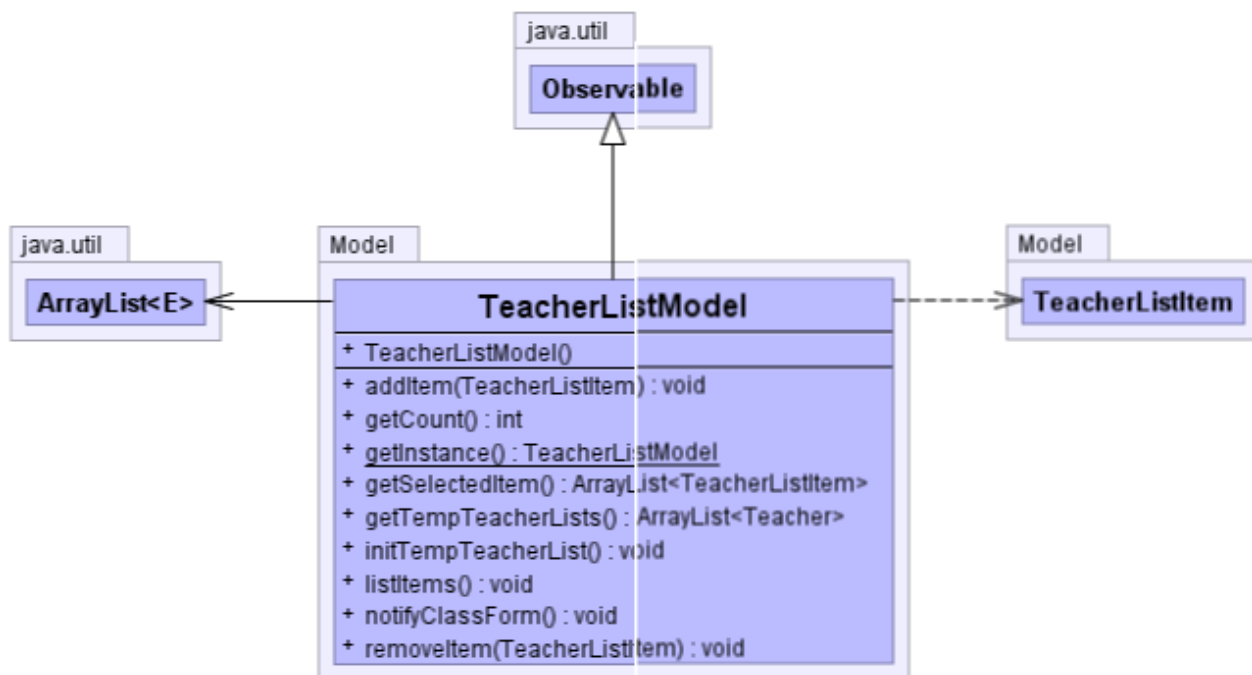 java.util
Observable
java.util
ArrayList<E>
Model
TeacherListModel
+ TeacherListModel()
+ addItem(TeacherListItem) : void
+ getCount() : int
+ getInstance() : TeacherListModel
+ getSelectedItem() : ArrayList<TeacherListItem>
+ getTempTeacherLists() : ArrayList<Teacher>
+ initTempTeacherList() : void
+ listItems() : void
+ notifyClassForm() : void
+ removeItem(TeacherListItem) : void
Model
TeacherListItem